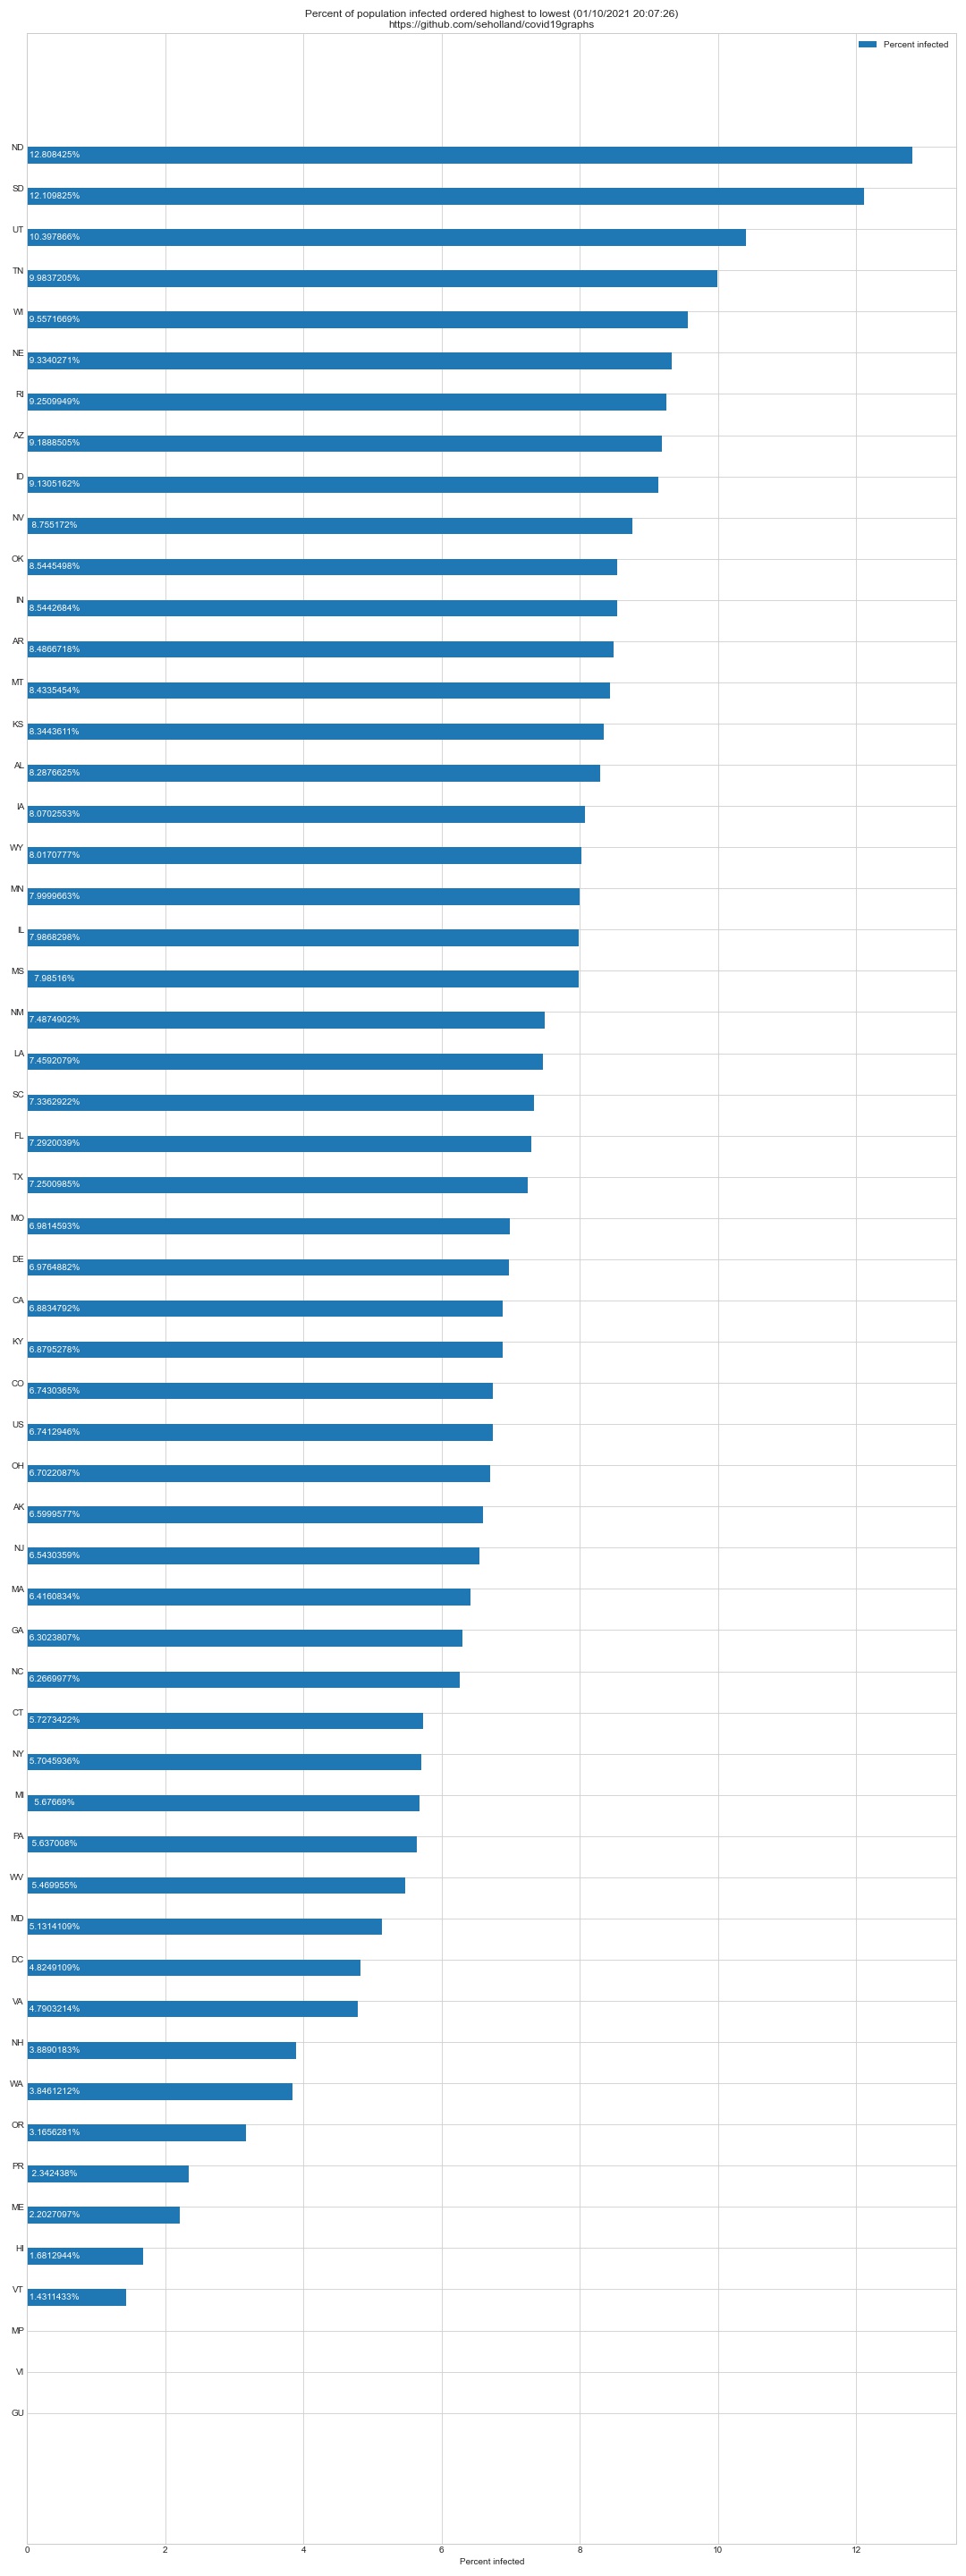 Percent of population infected ordered highest to lowest (01/10/2021 20:07:26)
https://github.com/seholland/covid19graphs
Percent infected
ND 12.808425%
SD 12.109825%
UT 10.397866%
TN 9.9837205%
WI 9.5571669%
NE 9.3340271%
RI 9.2509949%
AZ 9.1888505%
ID 9.1305162%
NV 8.755172%
OK 8.5445498%
IN 8.5442684%
AR 8.4866718%
MT 8.4335454%
KS 8.3443611%
AL 8.2876625%
IA 8.0702553%
WY 8.0170777%
MN 7.9999663%
IL 7.9868298%
MS 7.98516%
NM 7.4874902%
LA 7.4592079%
SC 7.3362922%
FL 7.2920039%
TX 7.2500985%
MO 6.9814593%
DE 6.9764882%
CA 6.8834792%
KY 6.8795278%
CO 6.7430365%
US 6.7412946%
OH 6.7022087%
AK 6.5999577%
NJ 6.5430359%
MA 6.4160834%
GA 6.3023807%
NC 6.2669977%
CT 5.7273422%
NY 5.7045936%
MI 5.67669%
PA 5.637008%
WV 5.469955%
MD 5.1314109%
DC 4.8249109%
VA 4.7903214%
NH 3.8890183%
WA 3.8461212%
OR 3.1656281%
PR 2.342438%
ME 2.2027097%
HI 1.6812944%
VT 1.4311433%
MP
VI
GU
0 2 4 6 8 10 12
Percent infected